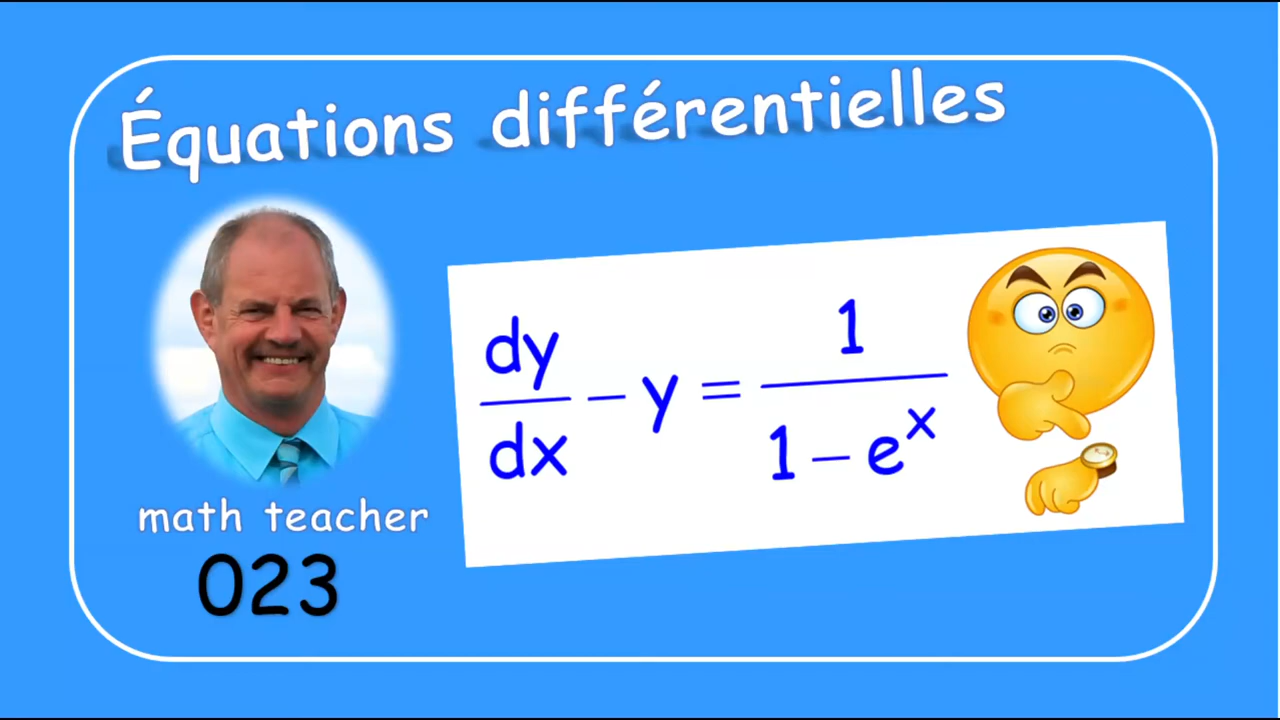 Équations différentielles
dy/dx − y = 1/(1 − e^x)
math teacher
023